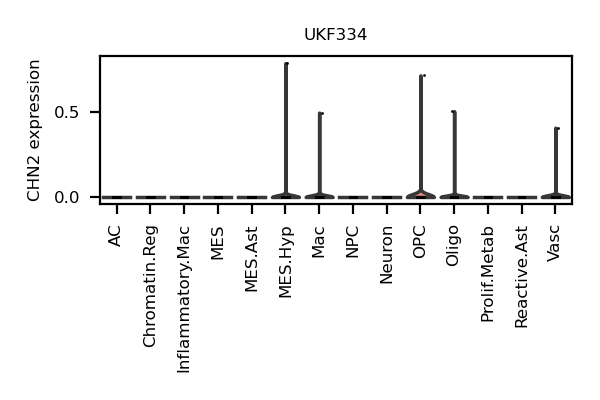 UKF334
CHN2 expression
0.5
0.0
AC
Chromatin.Reg
Inflammatory.Mac
MES
MES.Ast
MES.Hyp
Mac
NPC
Neuron
OPC
Oligo
Prolif.Metab
Reactive.Ast
Vasc